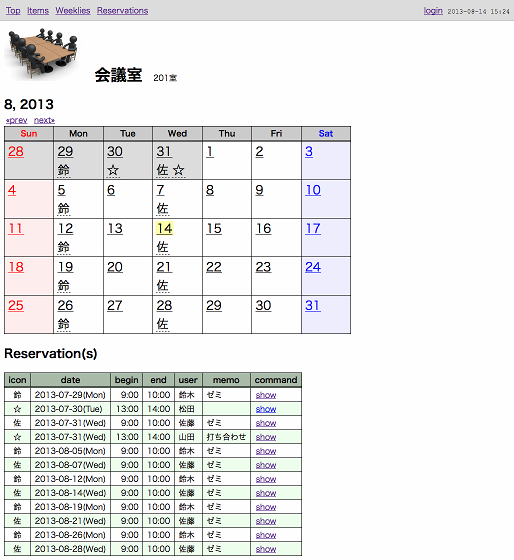 Top Items Weeklies Reservations login 2013-08-14 15:24
会議室 201室
8, 2013
«prev next»
Sun Mon Tue Wed Thu Fri Sat
28 29 30 31 1 2 3
鈴 ☆ 佐 ☆
4 5 6 7 8 9 10
鈴 佐
11 12 13 14 15 16 17
鈴 佐
18 19 20 21 22 23 24
鈴 佐
25 26 27 28 29 30 31
鈴 佐
Reservation(s)
icon date begin end user memo command
鈴 2013-07-29(Mon) 9:00 10:00 鈴木 ゼミ show
☆ 2013-07-30(Tue) 13:00 14:00 松田 show
佐 2013-07-31(Wed) 9:00 10:00 佐藤 ゼミ show
☆ 2013-07-31(Wed) 13:00 14:00 山田 打ち合わせ show
鈴 2013-08-05(Mon) 9:00 10:00 鈴木 ゼミ show
佐 2013-08-07(Wed) 9:00 10:00 佐藤 ゼミ show
鈴 2013-08-12(Mon) 9:00 10:00 鈴木 ゼミ show
佐 2013-08-14(Wed) 9:00 10:00 佐藤 ゼミ show
鈴 2013-08-19(Mon) 9:00 10:00 鈴木 ゼミ show
佐 2013-08-21(Wed) 9:00 10:00 佐藤 ゼミ show
鈴 2013-08-26(Mon) 9:00 10:00 鈴木 ゼミ show
佐 2013-08-28(Wed) 9:00 10:00 佐藤 ゼミ show